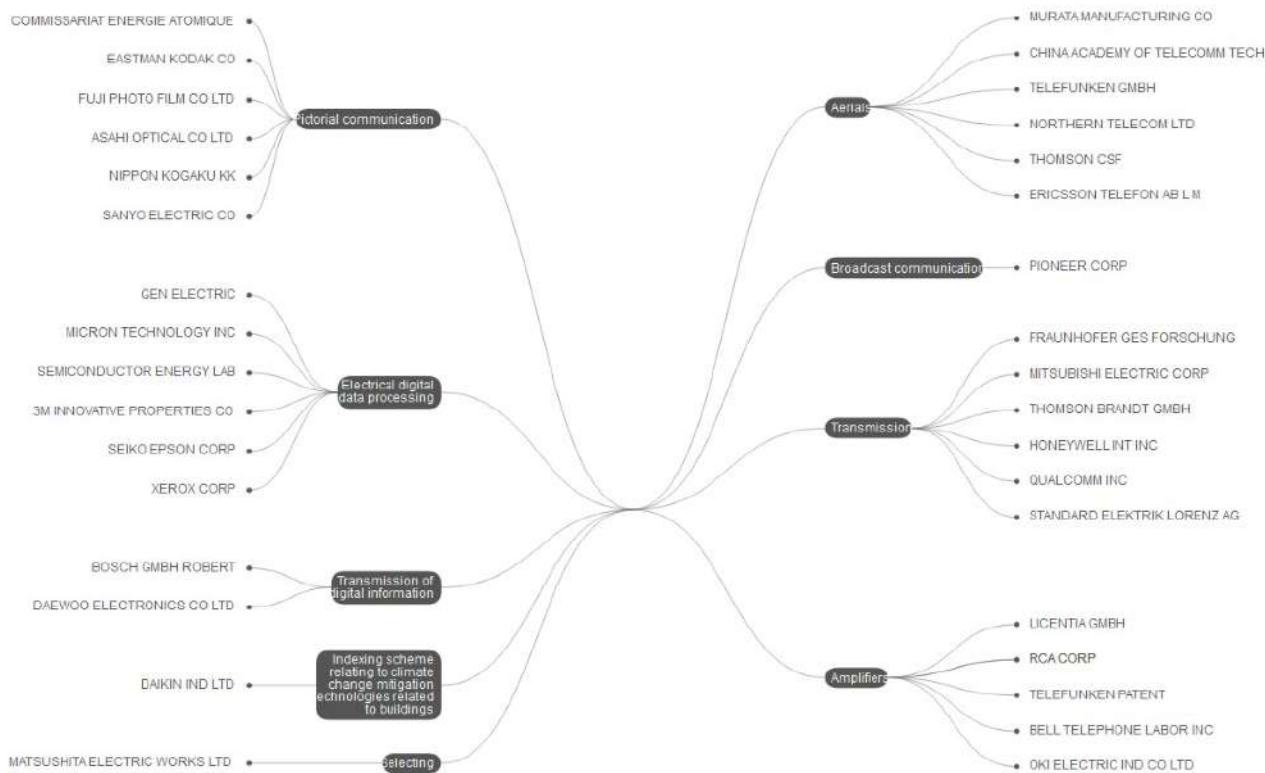 COMMISSARIAT ENERGIE ATOMIQUE
EASTMAN KODAK CO
FUJI PHOTO FILM CO LTD
ASAHI OPTICAL CO LTD
NIPPON KOGAKU KK
SANYO ELECTRIC CO
Pictorial communication
GEN ELECTRIC
MICRON TECHNOLOGY INC
SEMICONDUCTOR ENERGY LAB
3M INNOVATIVE PROPERTIES CO
SEIKO EPSON CORP
XEROX CORP
Electrical digital
data processing
BOSCH GMBH ROBERT
DAEWOO ELECTRONICS CO LTD
Transmission of
digital information
DAIKIN IND LTD
Indexing scheme
relating to climate
change mitigation
technologies related
to buildings
MATSUSHITA ELECTRIC WORKS LTD
Selecting
Aerials
MURATA MANUFACTURING CO
CHINA ACADEMY OF TELECOMM TECH
TELEFUNKEN GMBH
NORTHERN TELECOM LTD
THOMSON CSF
ERICSSON TELEFON AB L M
Broadcast communication
PIONEER CORP
Transmission
FRAUNHOFER GES FORSCHUNG
MITSUBISHI ELECTRIC CORP
THOMSON BRANDT GMBH
HONEYWELL INT INC
QUALCOMM INC
STANDARD ELEKTRIK LORENZ AG
Amplifiers
LICENTIA GMBH
RCA CORP
TELEFUNKEN PATENT
BELL TELEPHONE LABOR INC
OKI ELECTRIC IND CO LTD